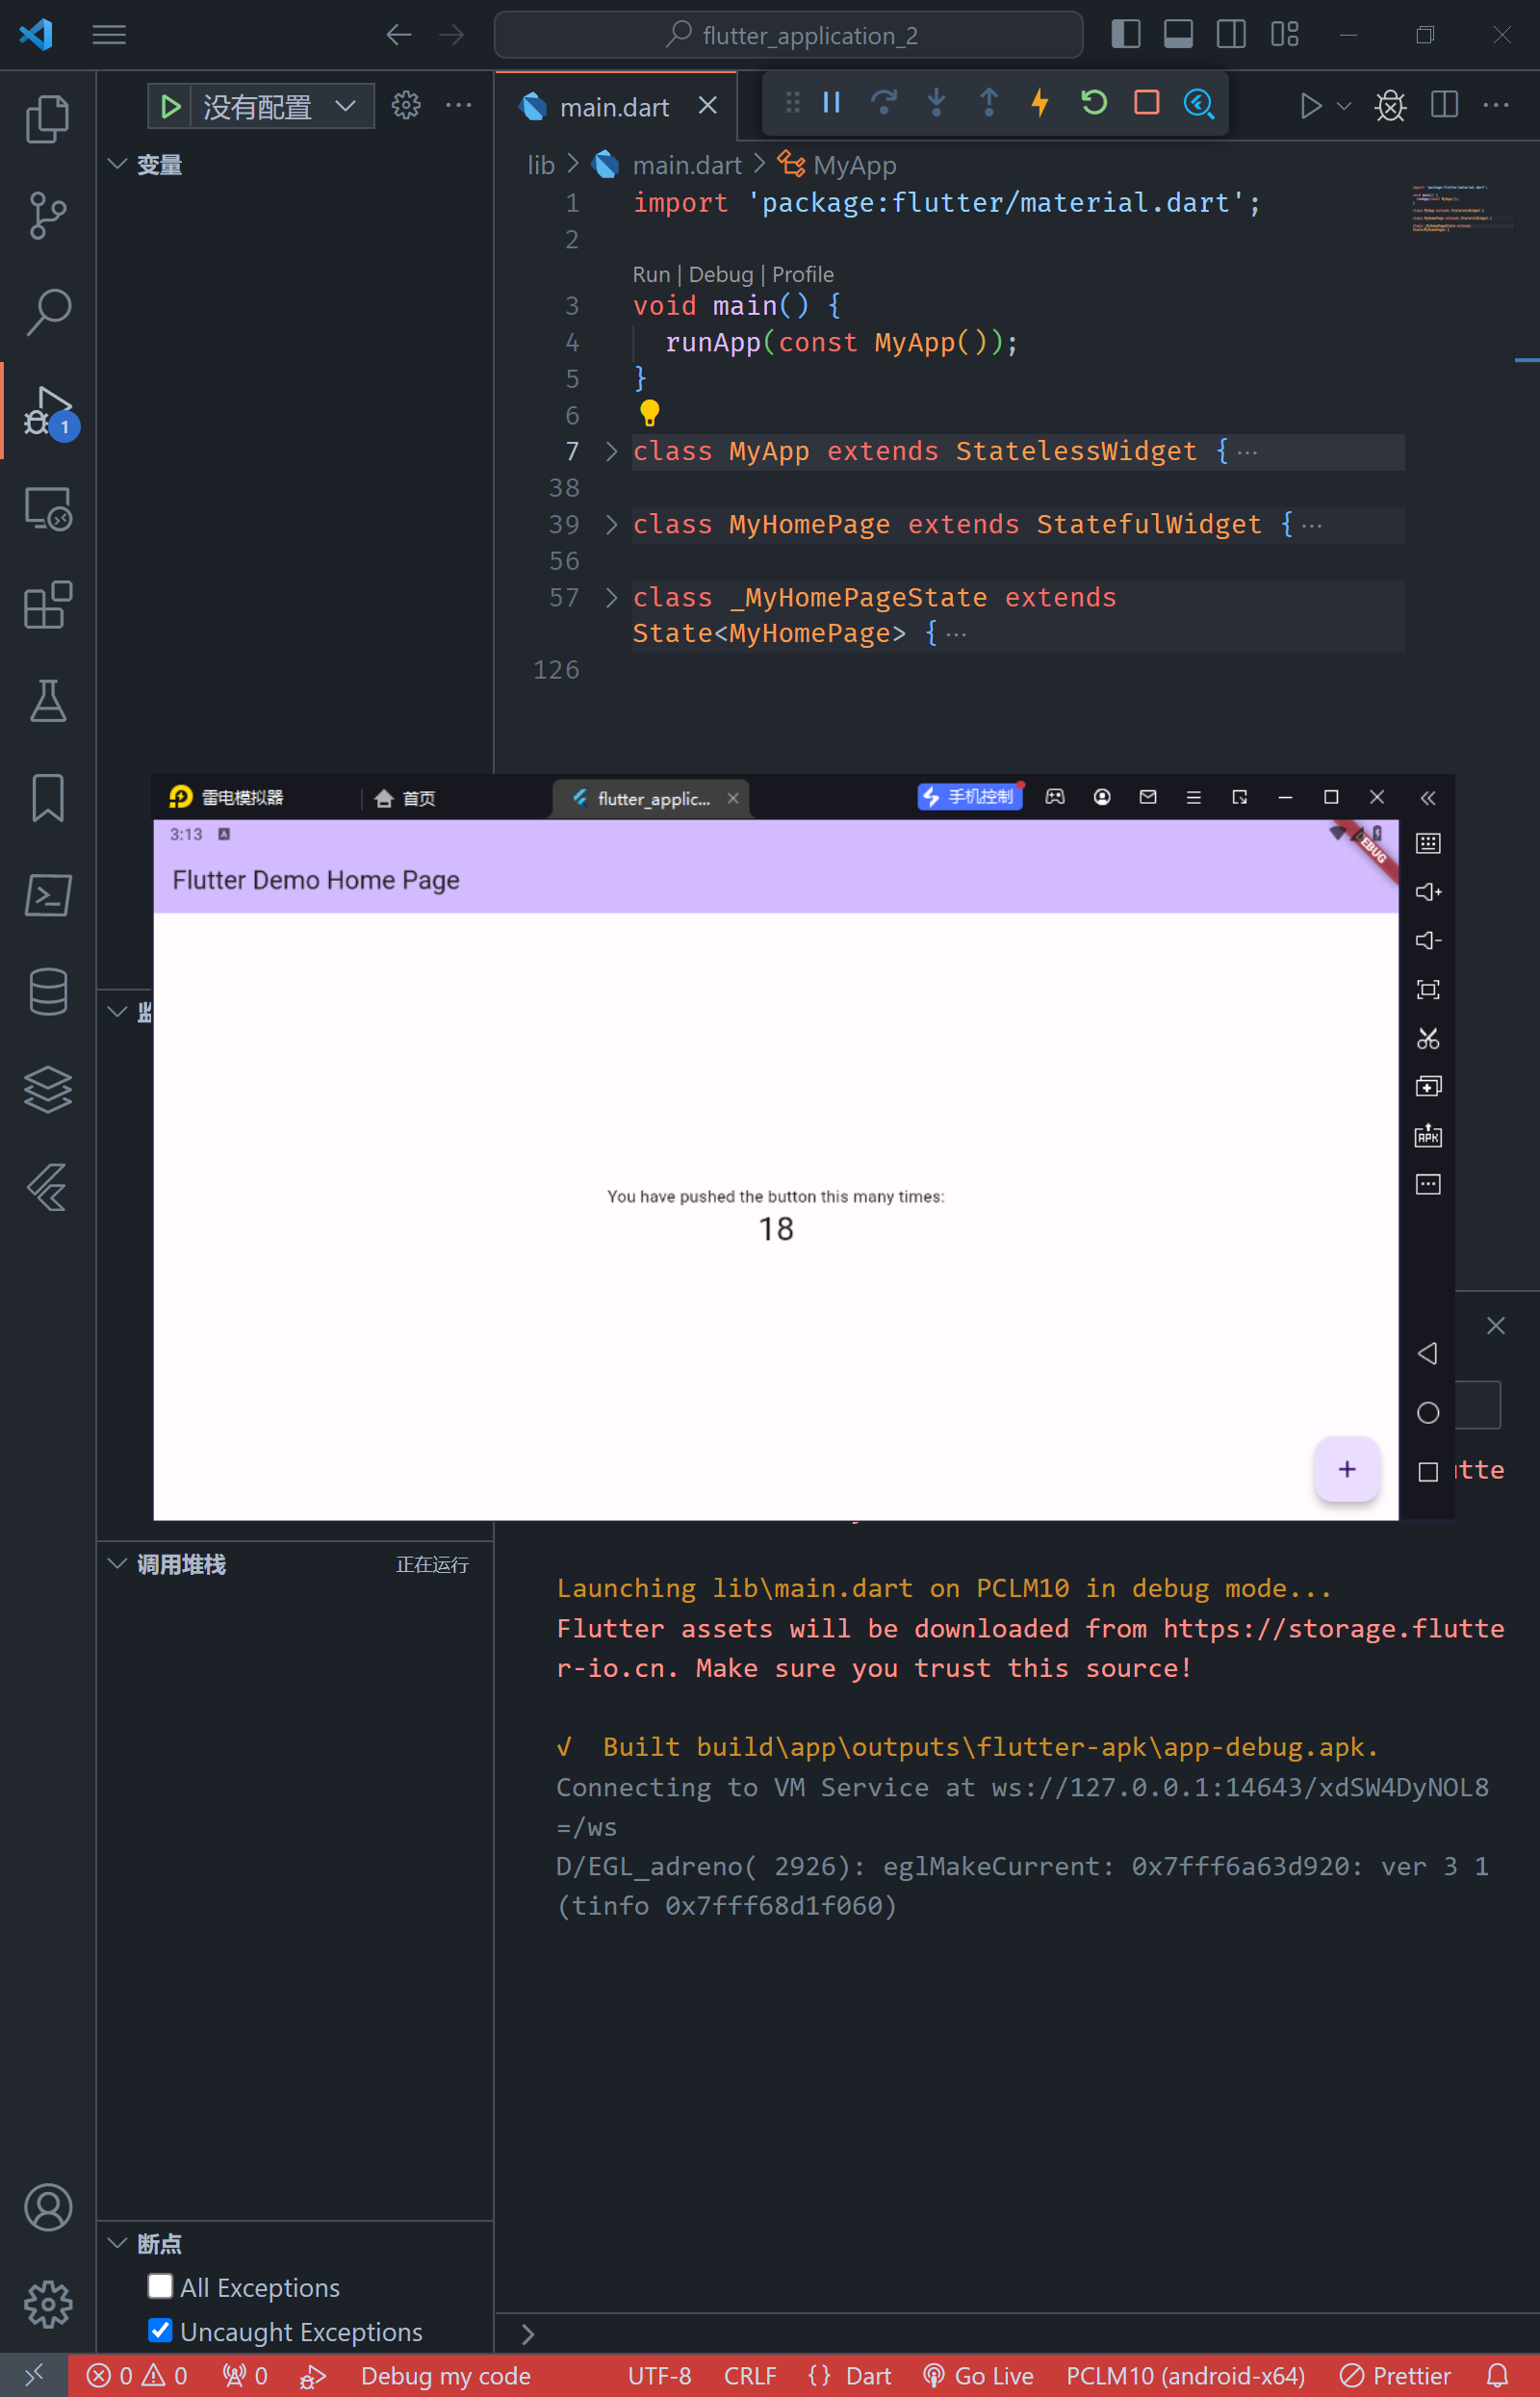 flutter_application_2
没有配置
main.dart
变量
lib > main.dart > MyApp
1 import 'package:flutter/material.dart';
2
Run | Debug | Profile
3 void main() {
4 runApp(const MyApp());
5 }
6
7 class MyApp extends StatelessWidget {···
38
39 class MyHomePage extends StatefulWidget {···
56
57 class _MyHomePageState extends
State<MyHomePage> {···
126
1
雷电模拟器
首页
flutter_applic...
手机控制
3:13
DEBUG
Flutter Demo Home Page
You have pushed the button this many times:
18
+
APK
utte
调用堆栈
正在运行
Launching lib\main.dart on PCLM10 in debug mode...
Flutter assets will be downloaded from https://storage.flutte
r-io.cn. Make sure you trust this source!
√ Built build\app\outputs\flutter-apk\app-debug.apk.
Connecting to VM Service at ws://127.0.0.1:14643/xdSW4DyNOL8
=/ws
D/EGL_adreno( 2926): eglMakeCurrent: 0x7fff6a63d920: ver 3 1
(tinfo 0x7fff68d1f060)
断点
All Exceptions
Uncaught Exceptions
0 0 0 Debug my code UTF-8 CRLF {} Dart Go Live PCLM10 (android-x64) Prettier